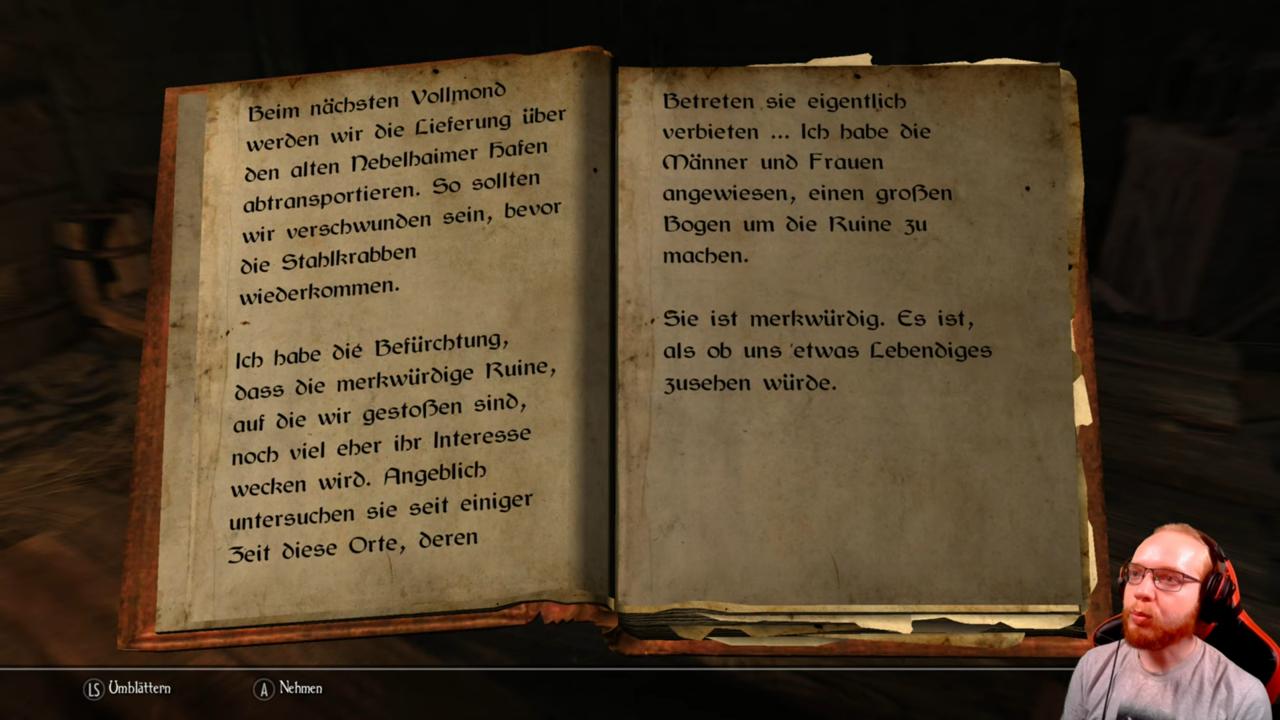 Beim nächsten Vollmond
werden wir die Lieferung über
den alten Nebelhaimer Hafen
abtransportieren. So sollten
wir verschwunden sein, bevor
die Stahlkrabben
wiederkommen.
Ich habe die Befürchtung,
dass die merkwürdige Ruine,
auf die wir gestoßen sind,
noch viel eher ihr Interesse
wecken wird. Angeblich
untersuchen sie seit einiger
Zeit diese Orte, deren
Betreten sie eigentlich
verbieten ... Ich habe die
Männer und Frauen
angewiesen, einen großen
Bogen um die Ruine zu
machen.
Sie ist merkwürdig. Es ist,
als ob uns etwas Lebendiges
zusehen würde.
LS Umblättern
A Nehmen